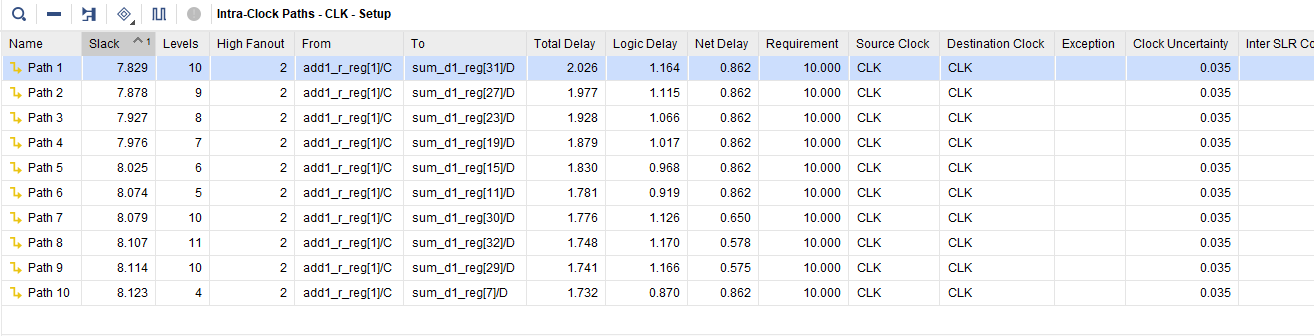 Intra-Clock Paths - CLK - Setup
Name Slack 1 Levels High Fanout From To Total Delay Logic Delay Net Delay Requirement Source Clock Destination Clock Exception Clock Uncertainty Inter SLR Co
Path 1 7.829 10 2 add1_r_reg[1]/C sum_d1_reg[31]/D 2.026 1.164 0.862 10.000 CLK CLK 0.035
Path 2 7.878 9 2 add1_r_reg[1]/C sum_d1_reg[27]/D 1.977 1.115 0.862 10.000 CLK CLK 0.035
Path 3 7.927 8 2 add1_r_reg[1]/C sum_d1_reg[23]/D 1.928 1.066 0.862 10.000 CLK CLK 0.035
Path 4 7.976 7 2 add1_r_reg[1]/C sum_d1_reg[19]/D 1.879 1.017 0.862 10.000 CLK CLK 0.035
Path 5 8.025 6 2 add1_r_reg[1]/C sum_d1_reg[15]/D 1.830 0.968 0.862 10.000 CLK CLK 0.035
Path 6 8.074 5 2 add1_r_reg[1]/C sum_d1_reg[11]/D 1.781 0.919 0.862 10.000 CLK CLK 0.035
Path 7 8.079 10 2 add1_r_reg[1]/C sum_d1_reg[30]/D 1.776 1.126 0.650 10.000 CLK CLK 0.035
Path 8 8.107 11 2 add1_r_reg[1]/C sum_d1_reg[32]/D 1.748 1.170 0.578 10.000 CLK CLK 0.035
Path 9 8.114 10 2 add1_r_reg[1]/C sum_d1_reg[29]/D 1.741 1.166 0.575 10.000 CLK CLK 0.035
Path 10 8.123 4 2 add1_r_reg[1]/C sum_d1_reg[7]/D 1.732 0.870 0.862 10.000 CLK CLK 0.035